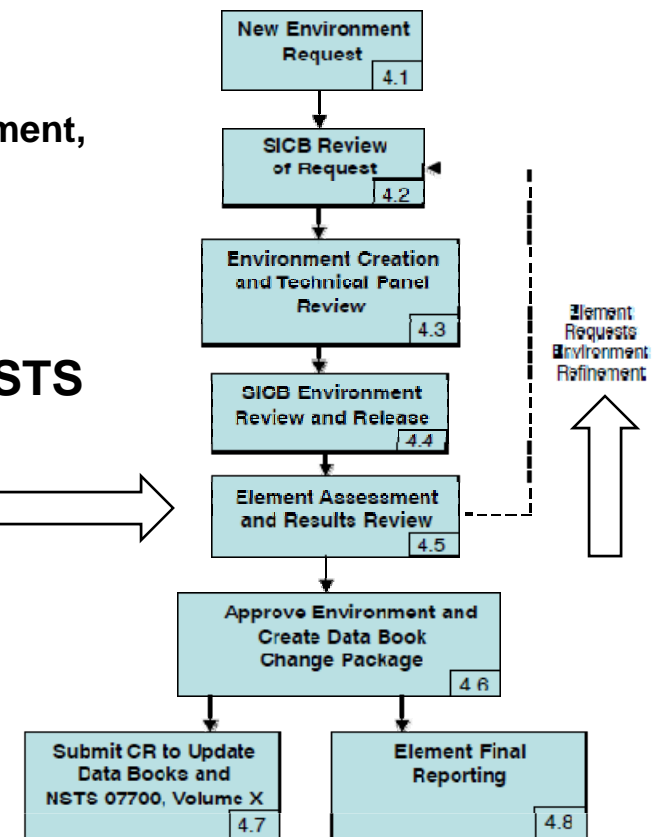 New Environment
Request
4.1
ment,
SICB Review
of Request
4.2
Environment Creation
and Technical Panel
Review
4.3
Element
Requests
Environment
Refinement
STS
SICB Environment
Review and Release
4.4
Element Assessment
and Results Review
4.5
Approve Environment and
Create Data Book
Change Package
4.6
Submit CR to Update
Data Books and
NSTS 07700, Volume X
4.7
Element Final
Reporting
4.8